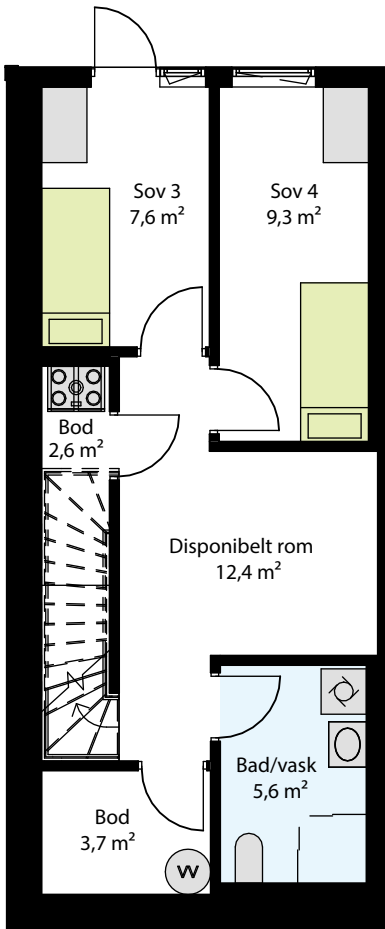 Sov 3
7,6 m²
Sov 4
9,3 m²
Bod
2,6 m²
Disponibelt rom
12,4 m²
Bad/vask
5,6 m²
Bod
3,7 m²
VV